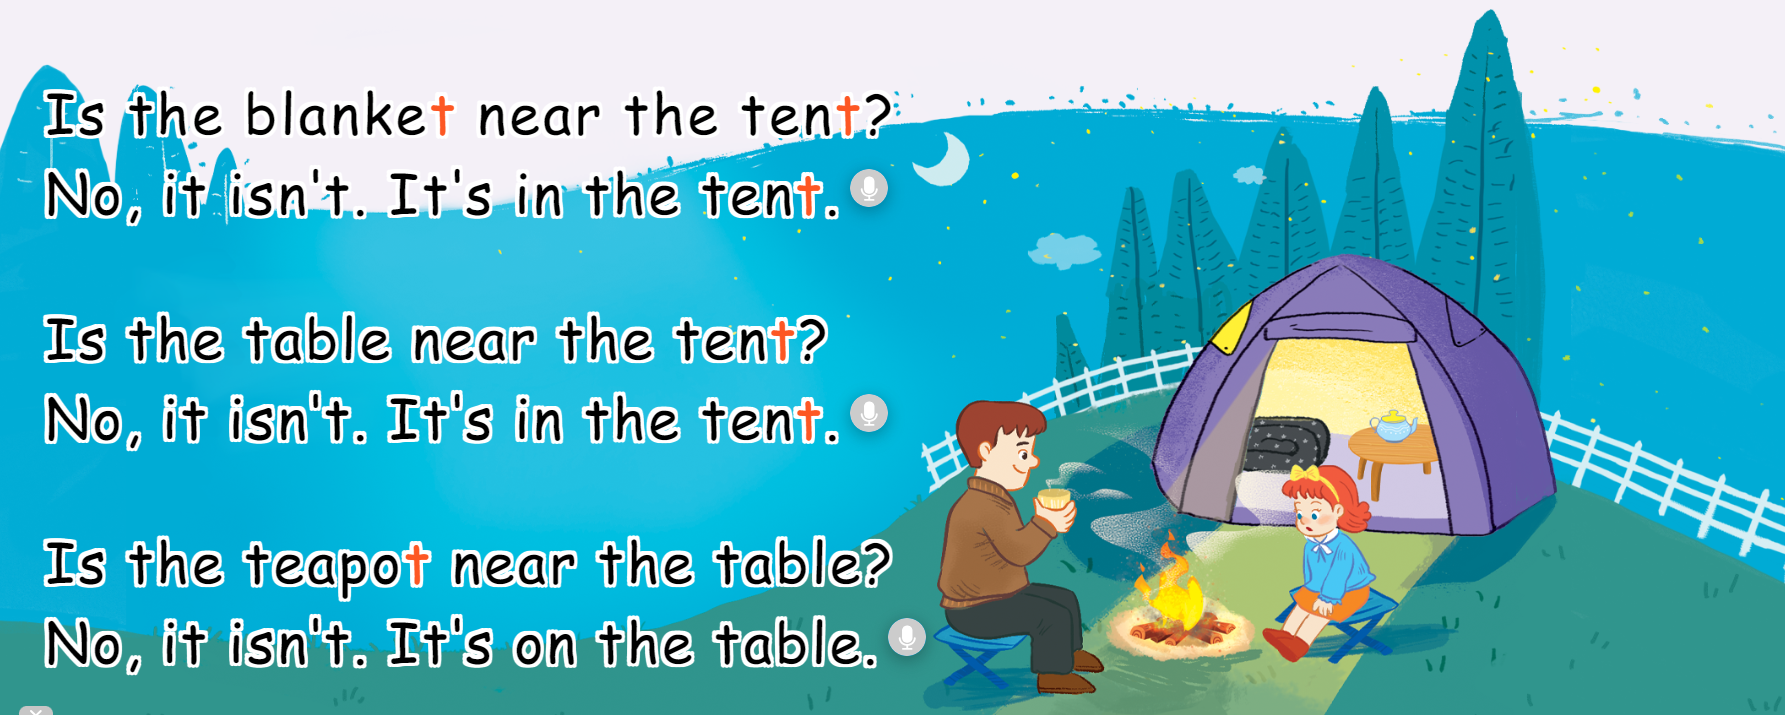 Is the blanket near the tent?
No, it isn't. It's in the tent.
Is the table near the tent?
No, it isn't. It's in the tent.
Is the teapot near the table?
No, it isn't. It's on the table.